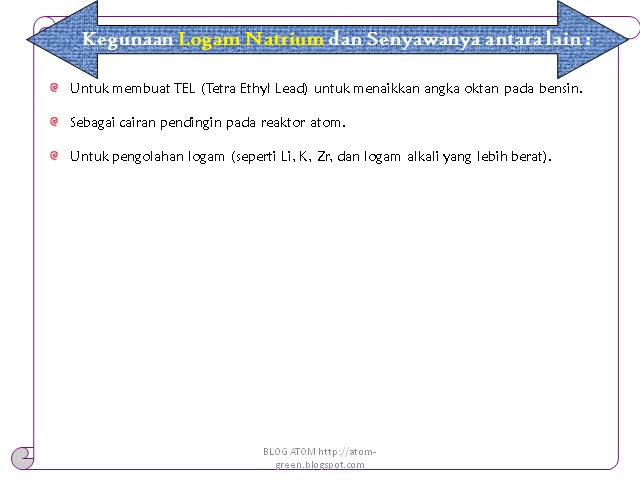 Kegunaan Logam Natrium dan Senyawanya antara lain :
Untuk membuat TEL (Tetra Ethyl Lead) untuk menaikkan angka oktan pada bensin.
Sebagai cairan pendingin pada reaktor atom.
Untuk pengolahan logam (seperti Li, K, Zr, dan logam alkali yang lebih berat).
BLOG ATOM http://atom-
green.blogspot.com